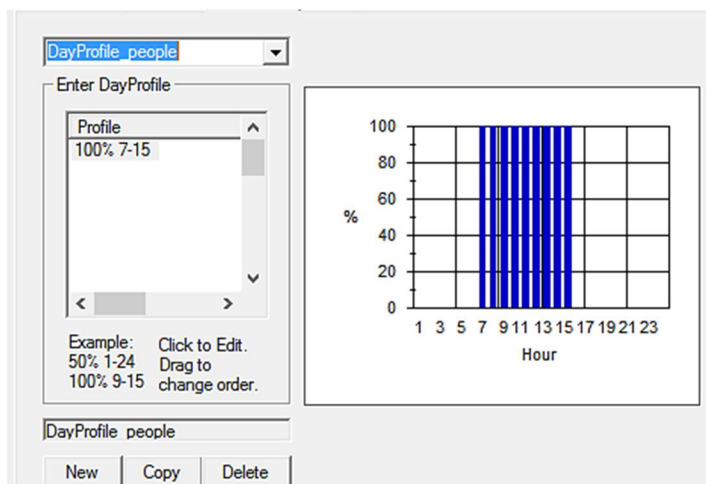 DayProfile_people
Enter DayProfile
Profile
100% 7-15
Example:
50% 1-24
100% 9-15
Click to Edit.
Drag to
change order.
DayProfile_people
New Copy Delete
100
80
60
%
40
20
0
1 3 5 7 9 11 13 15 17 19 21 23
Hour